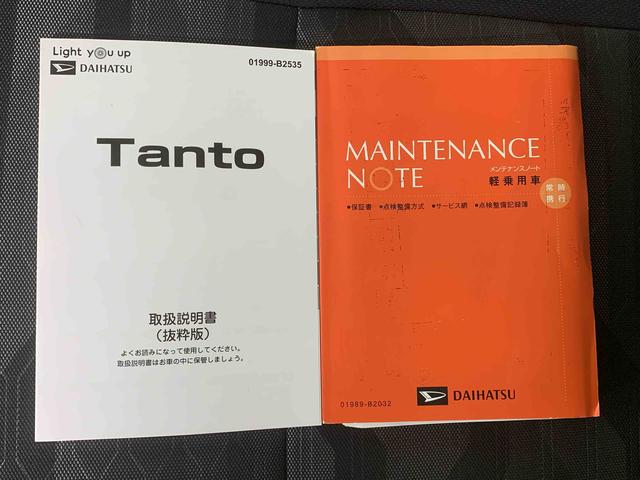 Light you up
DAIHATSU
01999-B2535
Tanto
取扱説明書
(抜粋版)
よくお読みになって使用してください。
取扱説明書はお車の中に保管しましょう。
MAINTENANCE
NOTE
メンテナンスノート
軽乗用車
常時
携行
●保証書 ●点検整備方式 ●サービス網 ●点検整備記録簿
DAIHATSU
01989-B2032